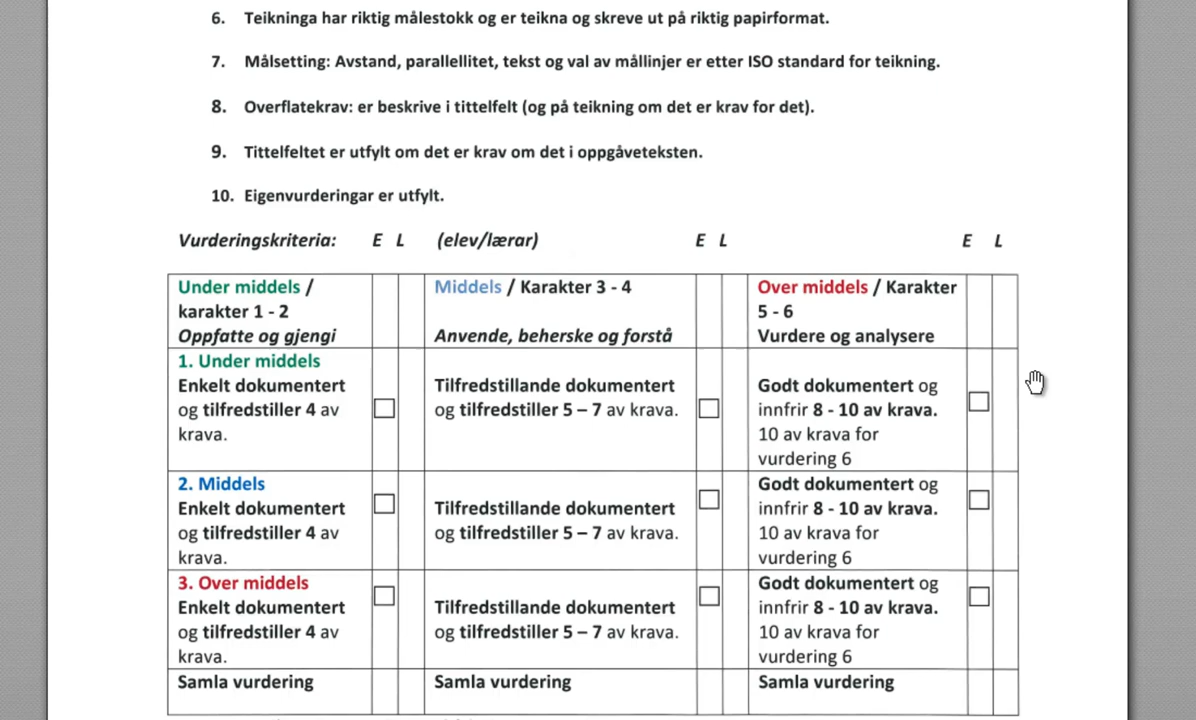 6. Teikninga har riktig målestokk og er teikna og skreve ut på riktig papirformat.
7. Målsetting: Avstand, parallellitet, tekst og val av mållinjer er etter ISO standard for teikning.
8. Overflatekrav: er beskrive i tittelfelt (og på teikning om det er krav for det).
9. Tittelfeltet er utfylt om det er krav om det i oppgåveteksten.
10. Eigenvurderingar er utfylt.
Vurderingskriteria: E L (elev/lærar) E L E L
Under middels /
karakter 1 - 2
Oppfatte og gjengi
Middels / Karakter 3 - 4
Anvende, beherske og forstå
Over middels / Karakter
5 - 6
Vurdere og analysere
1. Under middels
Enkelt dokumentert
og tilfredstiller 4 av
krava.
Tilfredstillande dokumentert
og tilfredstiller 5 – 7 av krava.
Godt dokumentert og
innfrir 8 - 10 av krava.
10 av krava for
vurdering 6
2. Middels
Enkelt dokumentert
og tilfredstiller 4 av
krava.
Tilfredstillande dokumentert
og tilfredstiller 5 – 7 av krava.
Godt dokumentert og
innfrir 8 - 10 av krava.
10 av krava for
vurdering 6
3. Over middels
Enkelt dokumentert
og tilfredstiller 4 av
krava.
Tilfredstillande dokumentert
og tilfredstiller 5 – 7 av krava.
Godt dokumentert og
innfrir 8 - 10 av krava.
10 av krava for
vurdering 6
Samla vurdering
Samla vurdering
Samla vurdering